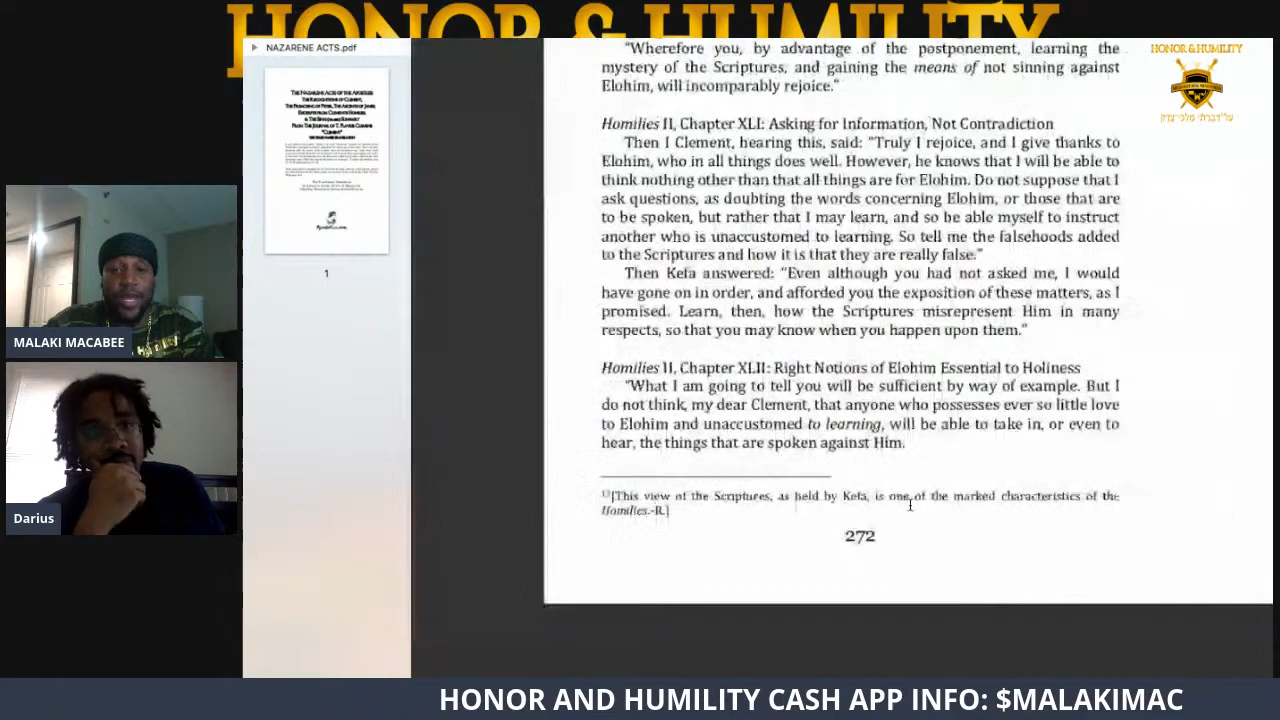 HONOR & HUMILITY
NAZARENE ACTS.pdf
THE NAZARENE ACTS OF THE APOSTLES
THE RECOGNITIONS OF CLEMENT,
1
"Wherefore you, by advantage of the postponement, learning the
mystery of the Scriptures, and gaining the means of not sinning against
Elohim, will incomparably rejoice."
Homilies II, Chapter XLI: Asking for Information, Not Contradiction
Then I, hearing this, said: "Truly I rejoice, and I give thanks to
Elohim, who in all things does well. However, he knows that I will be able to
think nothing other than that all things are for Elohim. Do not suppose that I
ask questions, as doubting the words concerning Elohim, or those that are
to be spoken, but rather that I may learn, and so be able myself to instruct
another who is unaccustomed to learning. So tell me the falsehoods added
to the Scriptures and how it is that they are really false."
Then Kefa answered: "Even although you had not asked me, I would
have gone on in order, and afforded you the exposition of these matters, as I
promised. Learn, then, how the Scriptures misrepresent Him in many
respects, so that you may know when you happen upon them."
Homilies II, Chapter XLII: Right Notions of Elohim Essential to Holiness
"What I am going to tell you will be sufficient by way of example. But I
do not think, my dear Clement, that anyone who possesses ever so little love
to Elohim and unaccustomed to learning, will be able to take in, or even to
hear, the things that are spoken against Him.
13[This view of the Scriptures, as held by Kefa, is one of the marked characteristics of the
Homilies.-R.]
272
HONOR & HUMILITY
על־דברתי מלכי־צדק
MALAKI MACABEE
Darius
HONOR AND HUMILITY CASH APP INFO: $MALAKIMAC